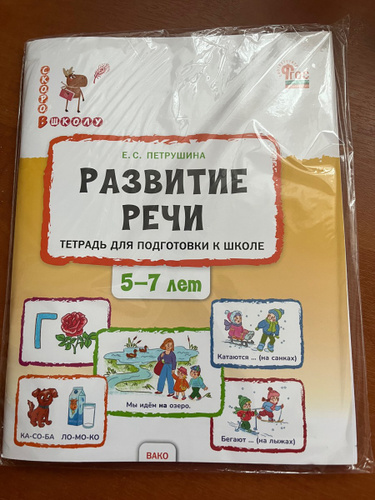 СКОРО
В ШКОЛУ
ФГОС
Е. С. ПЕТРУШИНА
РАЗВИТИЕ
РЕЧИ
ТЕТРАДЬ ДЛЯ ПОДГОТОВКИ К ШКОЛЕ
5–7 лет
Г
Мы идём на озеро.
Катаются ... (на санках)
КА-СО-БА
ЛО-МО-КО
Бегают ... (на лыжах)
ВАКО